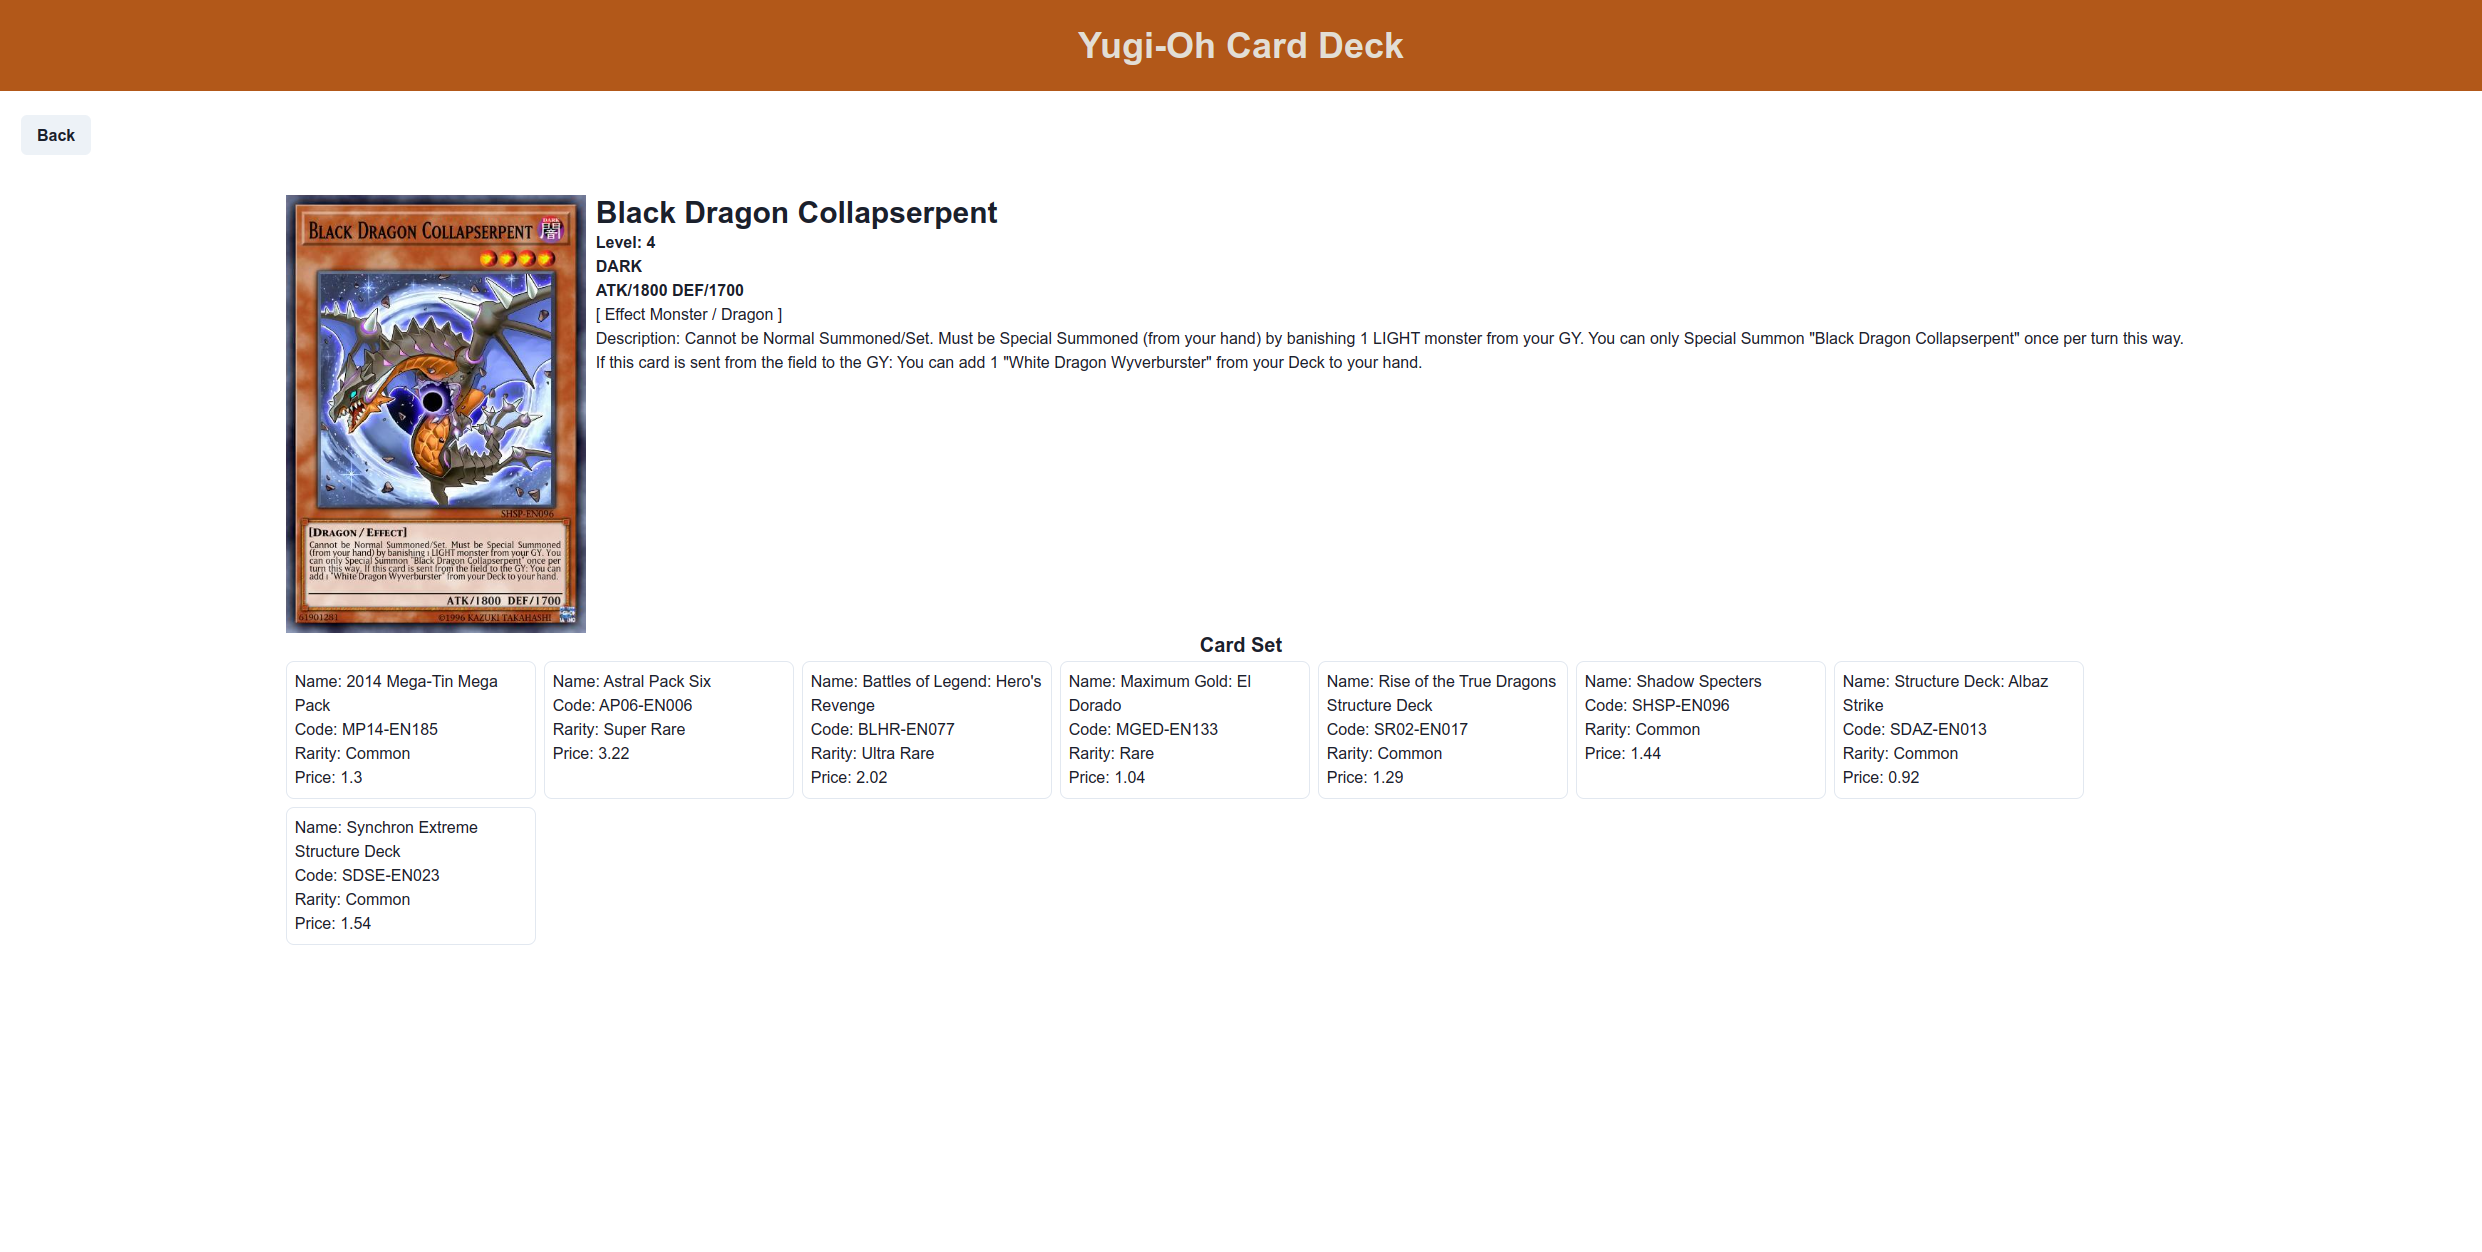 Yugi-Oh Card Deck
Back
BLACK DRAGON COLLAPSERPENT
DARK
闇
SHSP-EN096
[DRAGON / EFFECT]
Cannot be Normal Summoned/Set. Must be Special Summoned
(from your hand) by banishing 1 LIGHT monster from your GY. You
can only Special Summon "Black Dragon Collapserpent" once per
turn this way. If this card is sent from the field to the GY: You can
add 1 "White Dragon Wyverburster" from your Deck to your hand.
ATK/1800 DEF/1700
61901281
©1996 KAZUKI TAKAHASHI
Black Dragon Collapserpent
Level: 4
DARK
ATK/1800 DEF/1700
[ Effect Monster / Dragon ]
Description: Cannot be Normal Summoned/Set. Must be Special Summoned (from your hand) by banishing 1 LIGHT monster from your GY. You can only Special Summon "Black Dragon Collapserpent" once per turn this way.
If this card is sent from the field to the GY: You can add 1 "White Dragon Wyverburster" from your Deck to your hand.
Card Set
Name: 2014 Mega-Tin Mega
Pack
Code: MP14-EN185
Rarity: Common
Price: 1.3
Name: Astral Pack Six
Code: AP06-EN006
Rarity: Super Rare
Price: 3.22
Name: Battles of Legend: Hero's
Revenge
Code: BLHR-EN077
Rarity: Ultra Rare
Price: 2.02
Name: Maximum Gold: El
Dorado
Code: MGED-EN133
Rarity: Rare
Price: 1.04
Name: Rise of the True Dragons
Structure Deck
Code: SR02-EN017
Rarity: Common
Price: 1.29
Name: Shadow Specters
Code: SHSP-EN096
Rarity: Common
Price: 1.44
Name: Structure Deck: Albaz
Strike
Code: SDAZ-EN013
Rarity: Common
Price: 0.92
Name: Synchron Extreme
Structure Deck
Code: SDSE-EN023
Rarity: Common
Price: 1.54